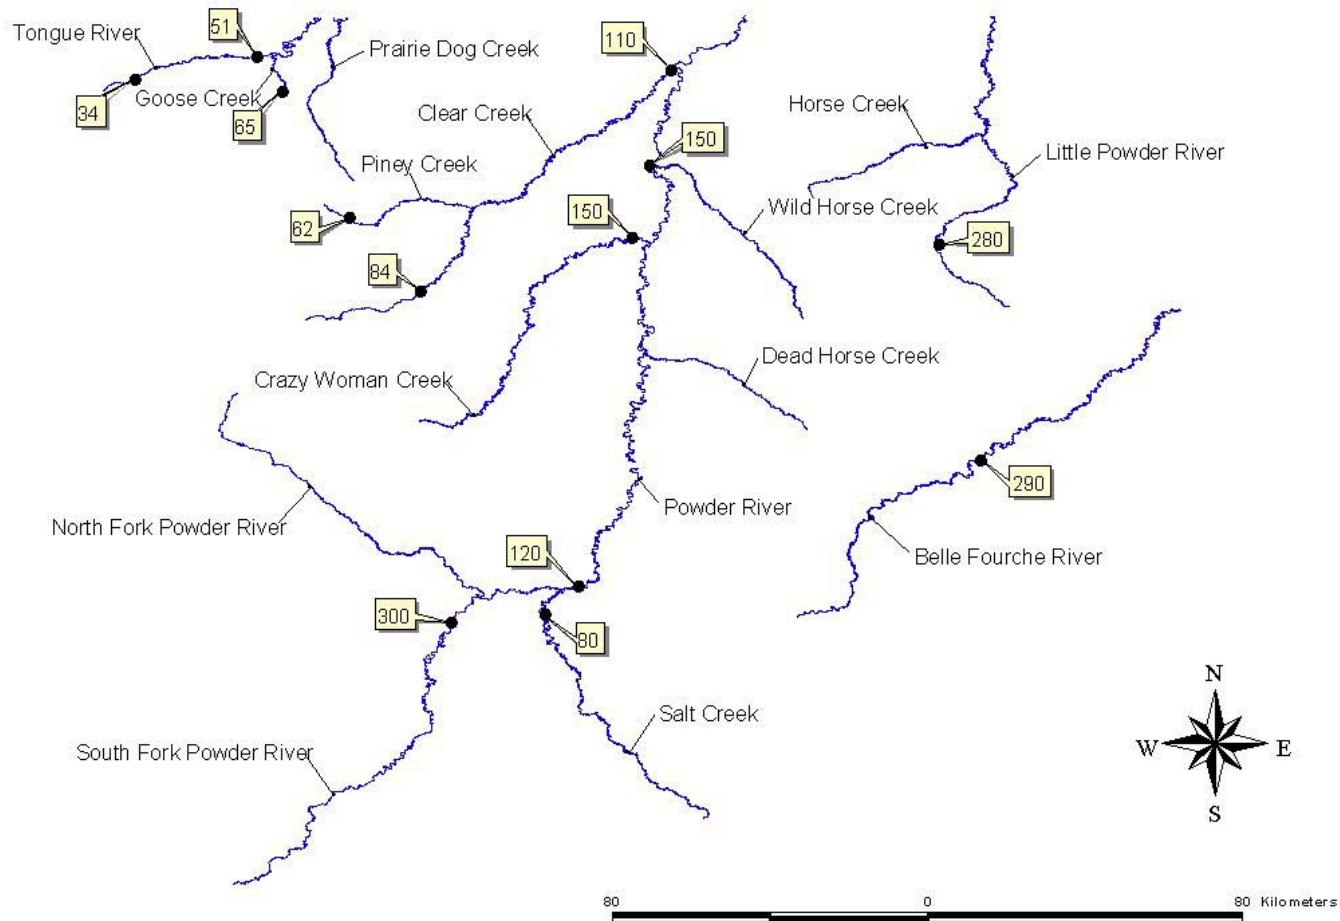 51
110
Tongue River
Prairie Dog Creek
34
Goose Creek
65
Clear Creek
Horse Creek
150
Little Powder River
Piney Creek
62
150
Wild Horse Creek
280
84
Dead Horse Creek
Crazy Woman Creek
290
Powder River
North Fork Powder River
120
Belle Fourche River
300
80
N
Salt Creek
W
E
South Fork Powder River
S
80 0 80 Kilometers